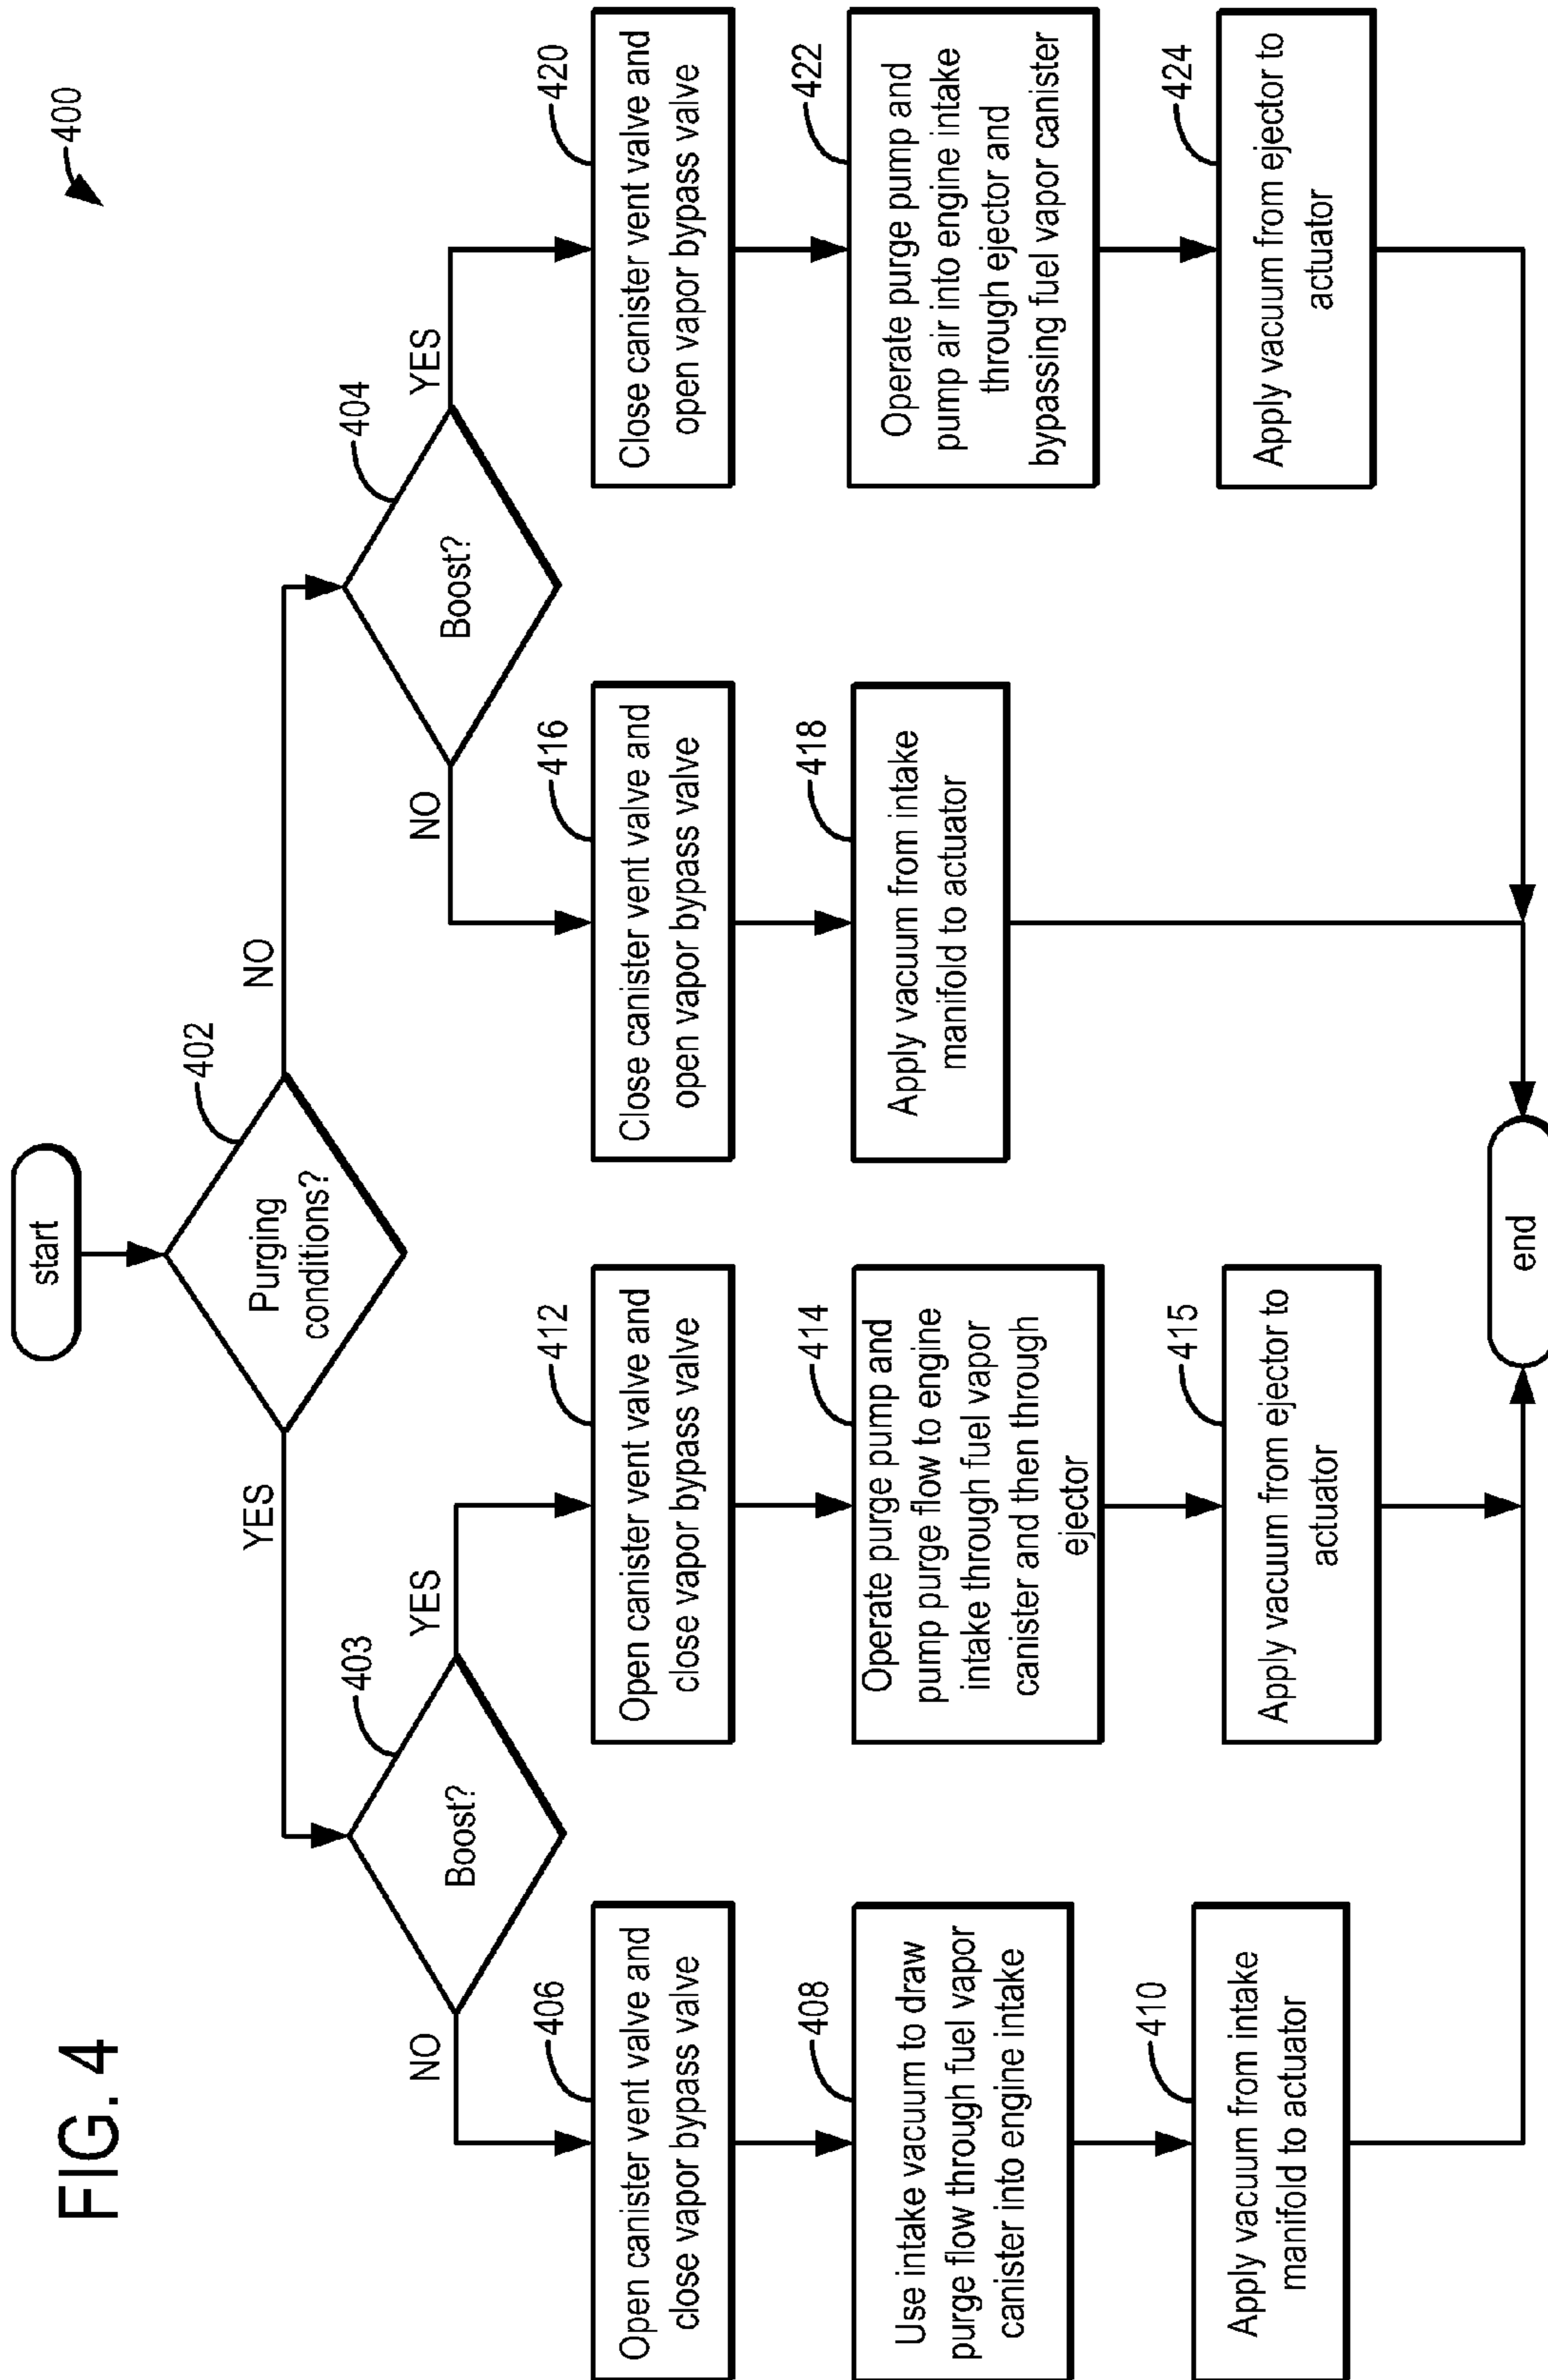 FIG. 4
400
start
402
Purging
conditions?
YES
NO
403
Boost?
404
Boost?
NO
YES
NO
YES
406
Open canister vent valve and
close vapor bypass valve
412
Open canister vent valve and
close vapor bypass valve
416
Close canister vent valve and
open vapor bypass valve
420
Close canister vent valve and
open vapor bypass valve
408
Use intake vacuum to draw
purge flow through fuel vapor
canister into engine intake
414
Operate purge pump and
pump purge flow to engine
intake through fuel vapor
canister and then through
ejector
418
Apply vacuum from intake
manifold to actuator
422
Operate purge pump and
pump air into engine intake
through ejector and
bypassing fuel vapor canister
410
Apply vacuum from intake
manifold to actuator
415
Apply vacuum from ejector to
actuator
424
Apply vacuum from ejector to
actuator
end